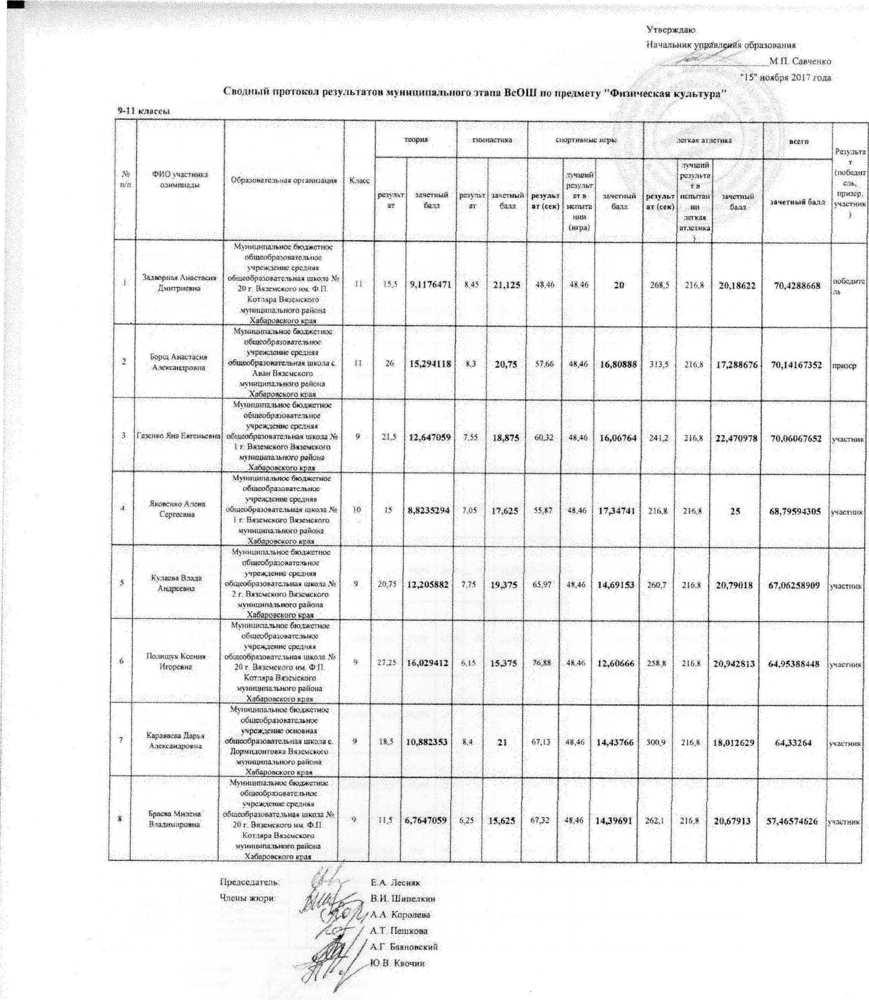 Утверждаю
Начальник управления образования
М.П. Савченко
"15" ноября 2017 года
Сводный протокол результатов муниципального этапа ВсОШ по предмету "Физическая культура"
9-11 классы
№ п/п
ФИО участника олимпиады
Образовательная организация
Класс
теория
гимнастика
спортивные игры
легкая атлетика
всего
Результат (победитель, призер, участник)
результат
зачетный балл
результат
зачетный балл
результат (сек)
лучший результат в испытании (игра)
зачетный балл
результат (сек)
лучший результат в испытании легкая атлетика)
зачетный балл
зачетный балл
1
Задворная Анастасия
Дмитриевна
Муниципальное бюджетное
общеобразовательное
учреждение средняя
общеобразовательная школа №
20 г. Вяземского им. Ф.П.
Котляра Вяземского
муниципального района
Хабаровского края
11 15,5 9,1176471 8,45 21,125 48,46 48,46 20 268,5 216,8 20,18622 70,4288668 победитель
2
Борщ Анастасия
Александровна
Муниципальное бюджетное
общеобразовательное
учреждение средняя
общеобразовательная школа с.
Аван Вяземского
муниципального района
Хабаровского края
11 26 15,294118 8,3 20,75 57,66 48,46 16,80888 313,5 216,8 17,288676 70,14167352 призер
3
Газенко Яна Евгеньевна
Муниципальное бюджетное
общеобразовательное
учреждение средняя
общеобразовательная школа №
1 г. Вяземского Вяземского
муниципального района
Хабаровского края
9 21,5 12,647059 7,55 18,875 60,32 48,46 16,06764 241,2 216,8 22,470978 70,06067652 участник
4
Яковенко Алена
Сергеевна
Муниципальное бюджетное
общеобразовательное
учреждение средняя
общеобразовательная школа №
1 г. Вяземского Вяземского
муниципального района
Хабаровского края
10 15 8,8235294 7,05 17,625 55,87 48,46 17,34741 216,8 216,8 25 68,79594305 участник
5
Кулаева Влада
Андреевна
Муниципальное бюджетное
общеобразовательное
учреждение средняя
общеобразовательная школа №
2 г. Вяземского Вяземского
муниципального района
Хабаровского края
9 20,75 12,205882 7,75 19,375 65,97 48,46 14,69153 260,7 216,8 20,79018 67,06258909 участник
6
Полищук Ксения
Игоревна
Муниципальное бюджетное
общеобразовательное
учреждение средняя
общеобразовательная школа №
20 г. Вяземского им. Ф.П.
Котляра Вяземского
муниципального района
Хабаровского края
9 27,25 16,029412 6,15 15,375 76,88 48,46 12,60666 258,8 216,8 20,942813 64,95388448 участник
7
Караваева Дарья
Александровна
Муниципальное бюджетное
общеобразовательное
учреждение основная
общеобразовательная школа с.
Дормидонтовка Вяземского
муниципального района
Хабаровского края
9 18,5 10,882353 8,4 21 67,13 48,46 14,43766 300,9 216,8 18,012629 64,33264 участник
8
Браева Милена
Владимировна
Муниципальное бюджетное
общеобразовательное
учреждение средняя
общеобразовательная школа №
20 г. Вяземского им. Ф.П.
Котляра Вяземского
муниципального района
Хабаровского края
9 11,5 6,7647059 6,25 15,625 67,32 48,46 14,39691 262,1 216,8 20,67913 57,46574626 участник
Председатель: Е.А. Лесняк
Члены жюри: В.И. Шипелкин
А.А. Королева
А.Т. Пешкова
А.Г. Баяновский
Ю.В. Квочин